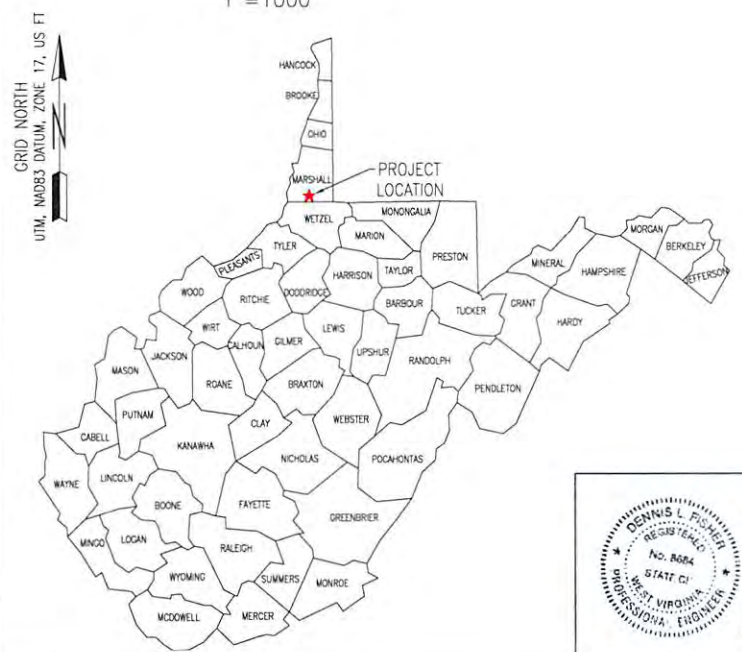 1"=1000'
GRID NORTH
UTM, NAD83 DATUM, ZONE 17, US FT
N
HANCOCK
BROOKE
OHIO
MARSHALL
PROJECT
LOCATION
WETZEL
MONONGALIA
MORGAN
BERKELEY
JEFFERSON
TYLER
MARION
PRESTON
MINERAL
HAMPSHIRE
PLEASANTS
HARRISON
TAYLOR
WOOD
RITCHIE
DODDRIDGE
BARBOUR
TUCKER
GRANT
HARDY
WIRT
CALHOUN
GILMER
LEWIS
UPSHUR
RANDOLPH
MASON
JACKSON
ROANE
BRAXTON
PENDLETON
PUTNAM
CLAY
WEBSTER
CABELL
KANAWHA
NICHOLAS
POCAHONTAS
WAYNE
LINCOLN
BOONE
FAYETTE
GREENBRIER
MINGO
LOGAN
RALEIGH
WYOMING
SUMMERS
MONROE
MCDOWELL
MERCER
DENNIS L. FISHER
REGISTERED
No. 8684
STATE OF
WEST VIRGINIA
PROFESSIONAL ENGINEER